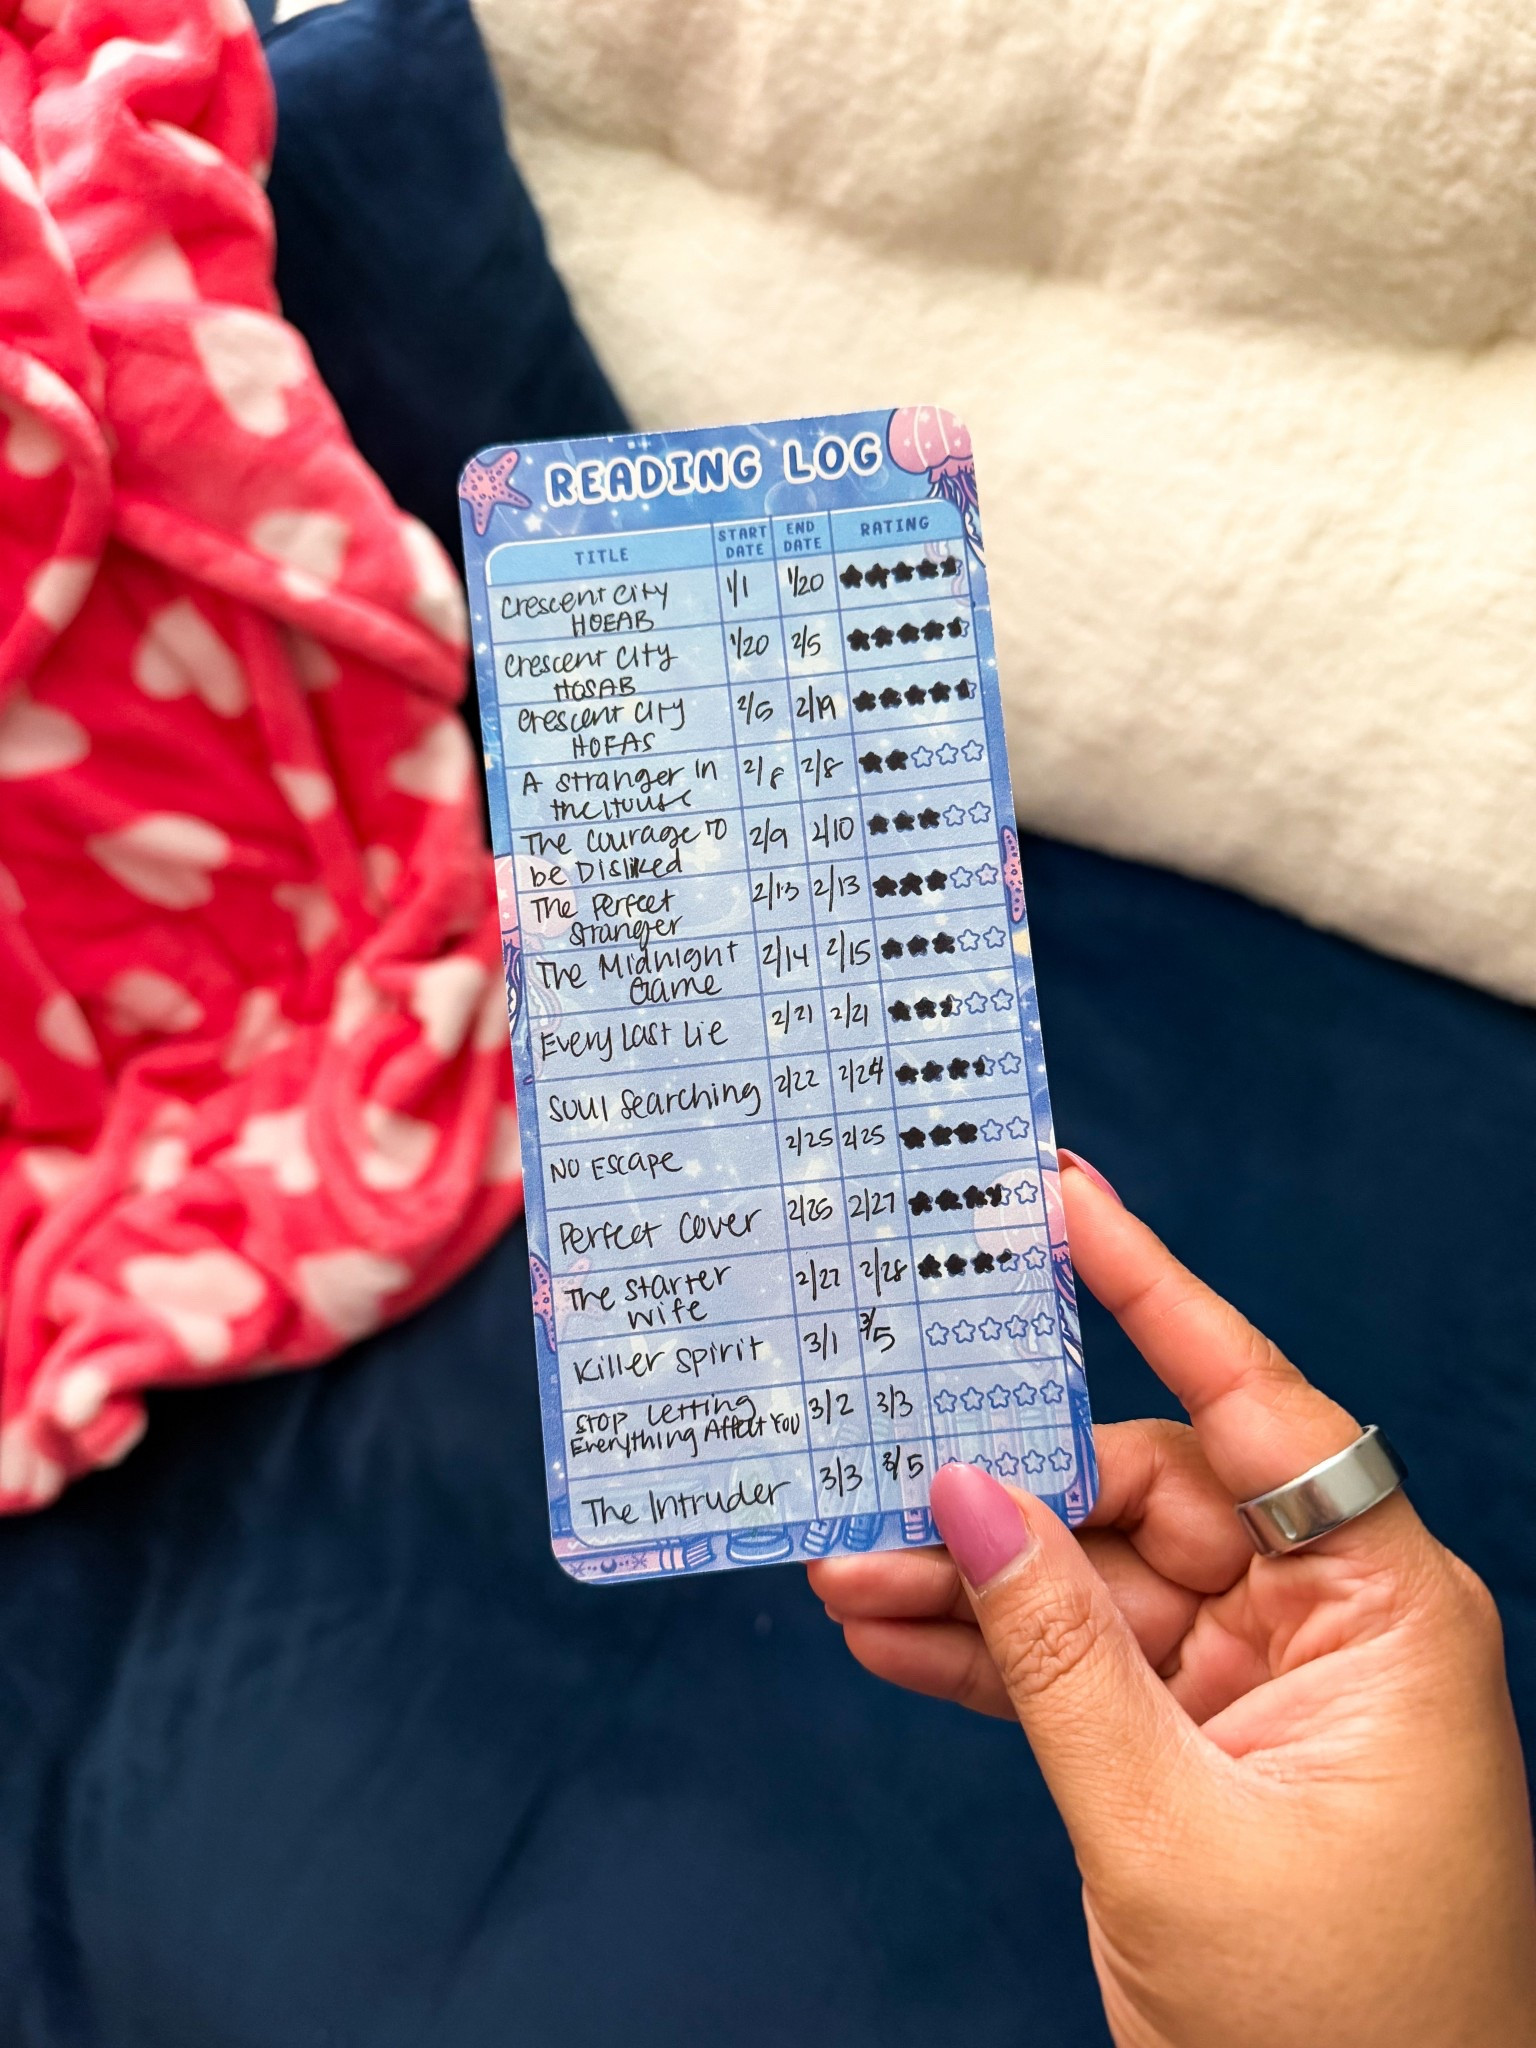 READING LOG
TITLE START DATE END DATE RATING
Crescent City 1/1 1/20
HOEAB
Crescent City 1/20 2/5
HOSAB
Crescent City 2/5 2/19
HOFAS
A Stranger in 2/8 2/8
the House
The Courage to 2/9 2/10
be Disliked
The Perfect 2/13 2/13
Stranger
The Midnight 2/14 2/15
Game
Every Last Lie 2/21 2/21
Soul Searching 2/22 2/24
No Escape 2/25 2/25
Perfect Cover 2/25 2/27
The Starter 2/27 2/28
Wife
Killer Spirit 3/1 3/5
Stop Letting 3/2 3/3
Everything Affect You
The Intruder 3/3 3/5